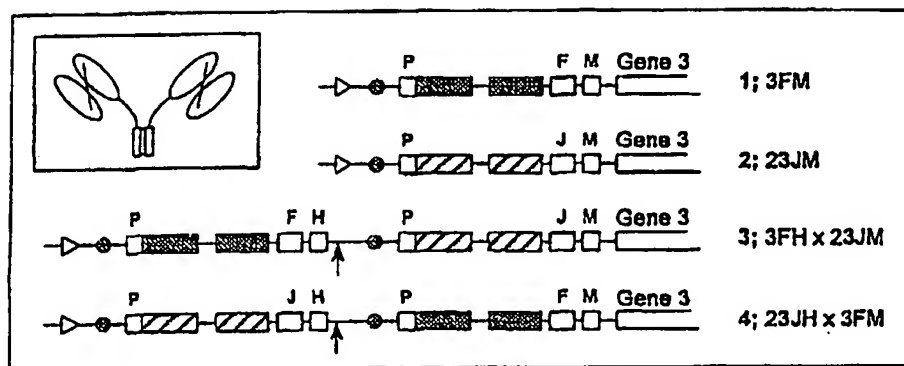 P F M Gene 3
1; 3FM
P J M Gene 3
2; 23JM
P F H P J M Gene 3
3; 3FH x 23JM
P J H P F M Gene 3
4; 23JH x 3FM